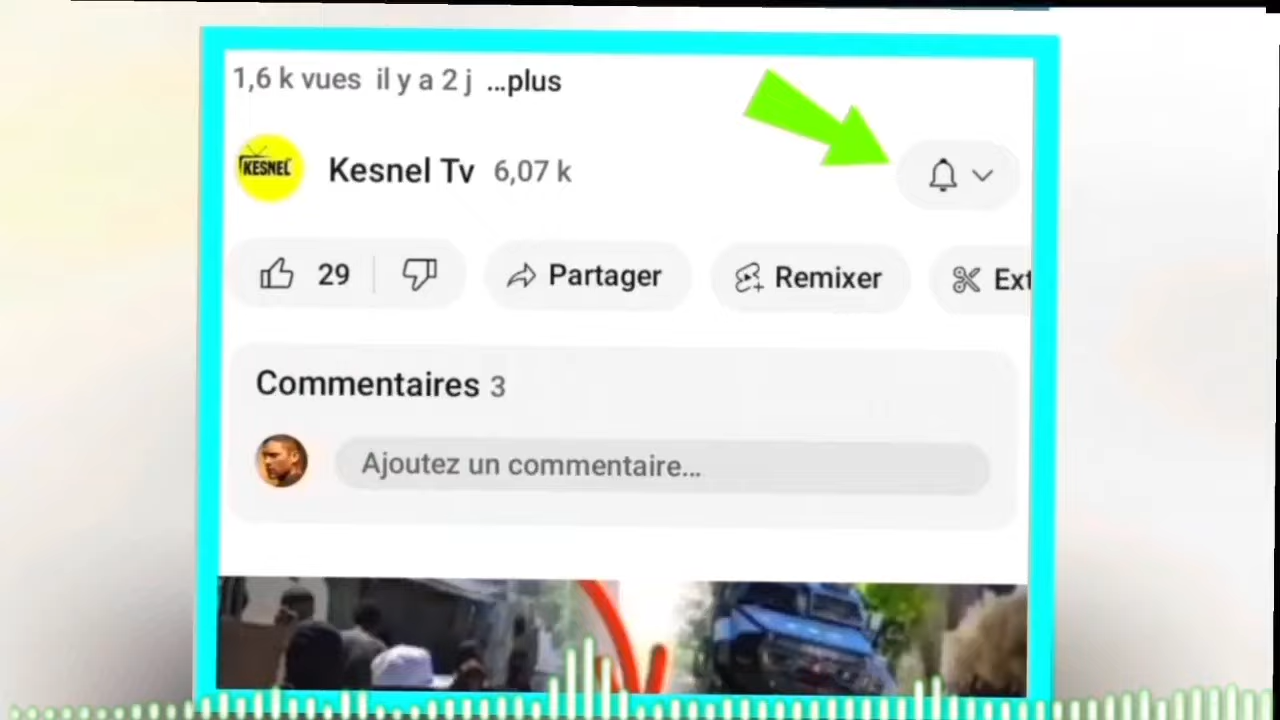 1,6 k vues il y a 2 j ...plus
KESNEL
Kesnel Tv 6,07 k
29 Partager Remixer Ext
Commentaires 3
Ajoutez un commentaire...